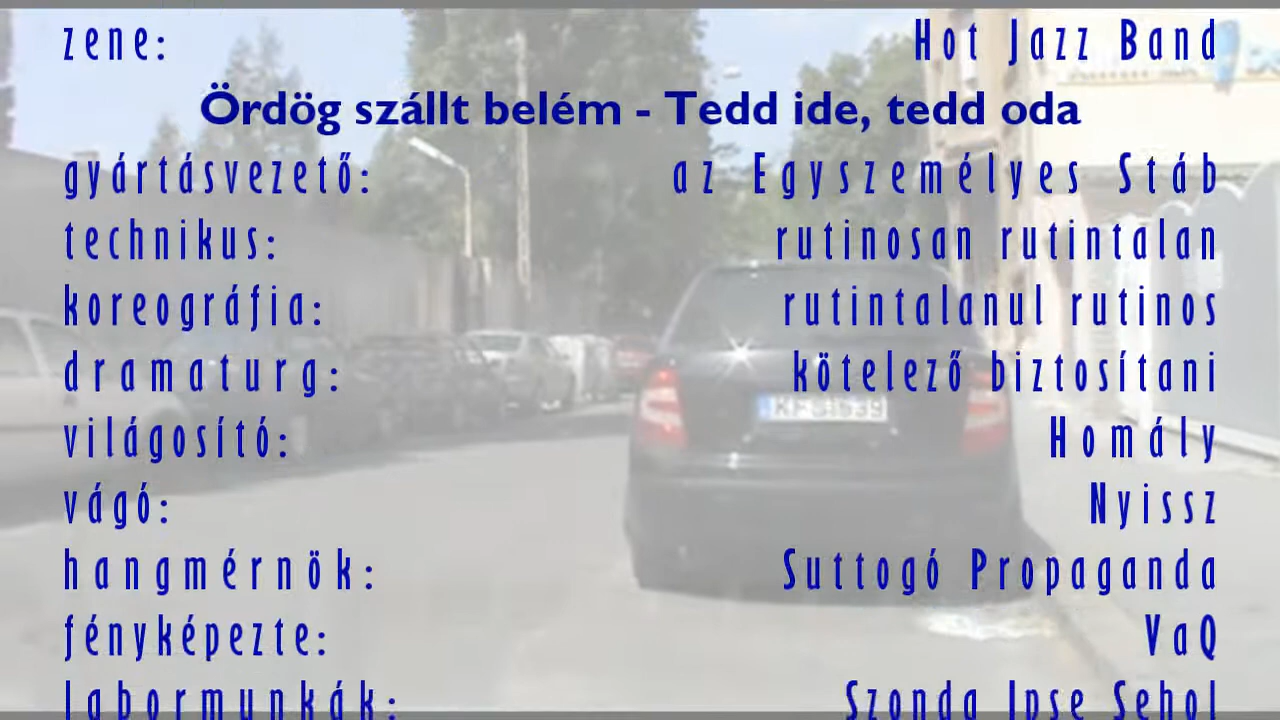 zene: Hot Jazz Band
Ördög szállt belém - Tedd ide, tedd oda
gyártásvezető: az Egyszemélyes Stáb
technikus: rutinosan rutintalan
koreográfia: rutintalanul rutinos
dramaturg: kötelező biztosítani
világosító: Homály
vágó: Nyissz
hangmérnök: Suttogó Propaganda
fényképezte: VaQ
labormunkák: Szonda Ipse Sehol